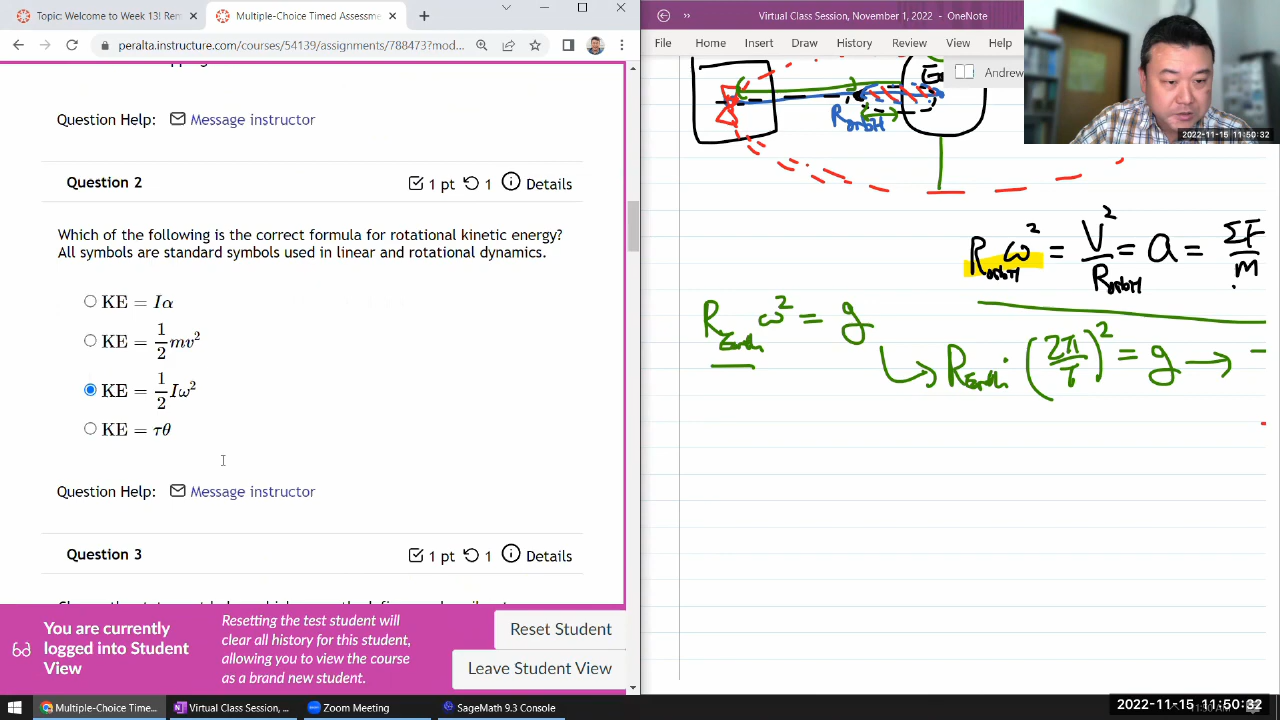 Topic Welcome to Week 13! Rem
Multiple-Choice Timed Assessme
peralta.instructure.com/courses/54139/assignments/788473?mod...
Question Help: Message instructor
Question 2
1 pt 1 Details
Which of the following is the correct formula for rotational kinetic energy?
All symbols are standard symbols used in linear and rotational dynamics.
KE = Iα
KE = 1/2 mv²
KE = 1/2 Iω²
KE = τθ
Question Help: Message instructor
Question 3
1 pt 1 Details
You are currently
logged into Student
View
Resetting the test student will
clear all history for this student,
allowing you to view the course
as a brand new student.
Reset Student
Leave Student View
Virtual Class Session, November 1, 2022 – OneNote
File Home Insert Draw History Review View Help
Andrew
R orbit
R orbit ω² = V²/R orbit = a = ΣF/m
R Earth ω² = g
R Earth (2π/T)² = g →
2022-11-15 11:50:32
Multiple-Choice Time...
Virtual Class Session, ...
Zoom Meeting
SageMath 9.3 Console
2022-11-15 11:50:32